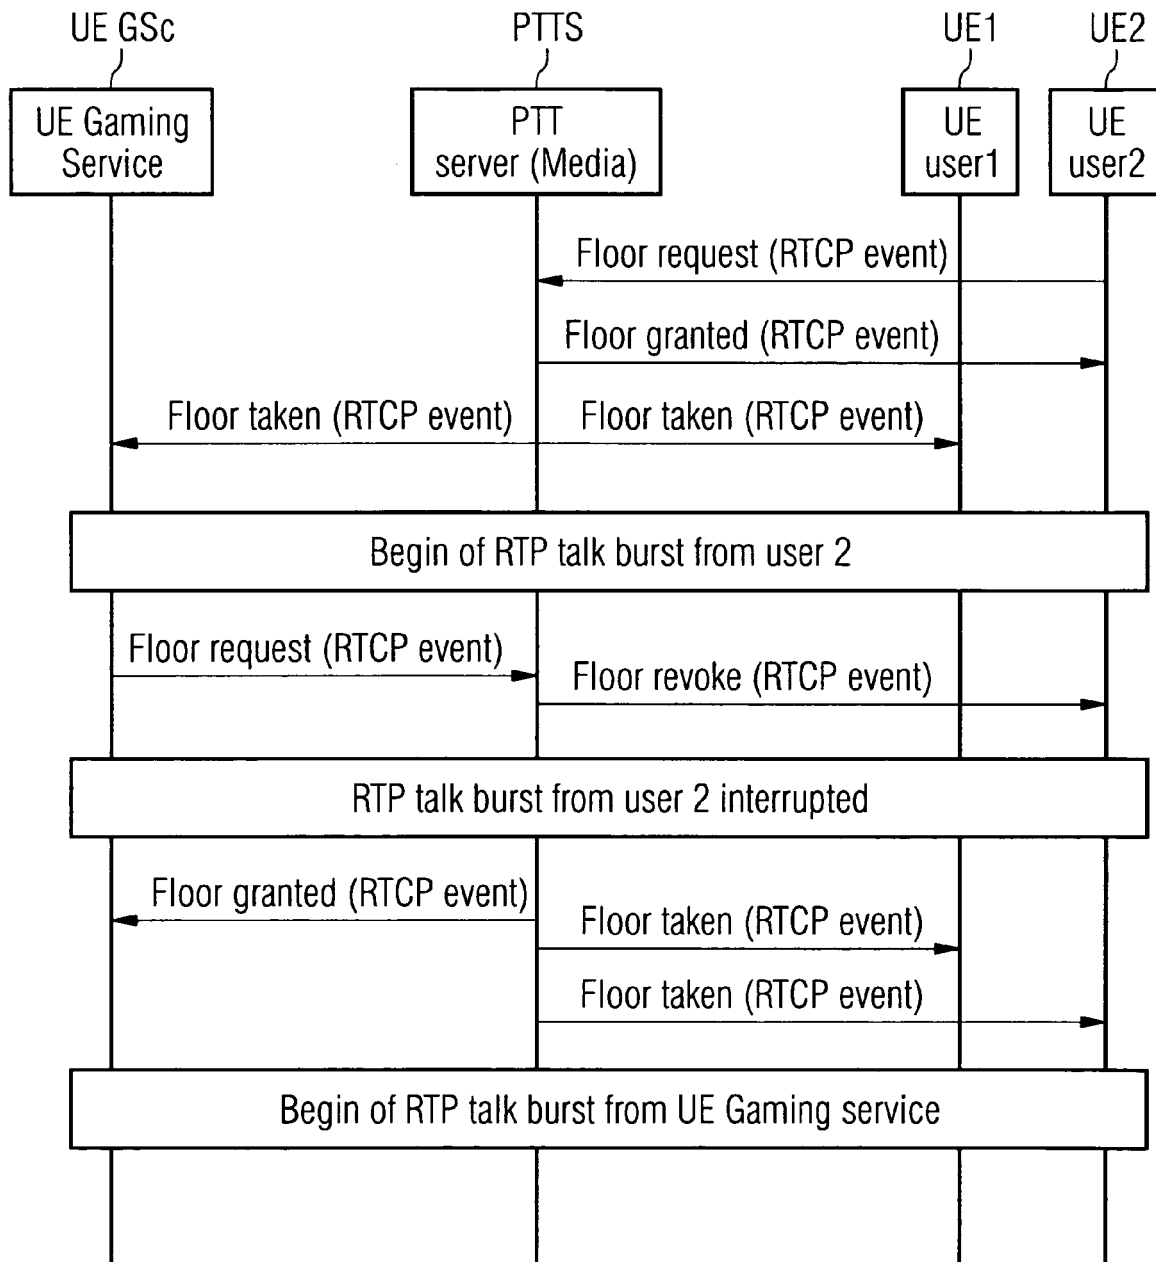 UE GSc
PTTS
UE1
UE2
UE Gaming
Service
PTT
server (Media)
UE
user1
UE
user2
Floor request (RTCP event)
Floor granted (RTCP event)
Floor taken (RTCP event)
Floor taken (RTCP event)
Begin of RTP talk burst from user 2
Floor request (RTCP event)
Floor revoke (RTCP event)
RTP talk burst from user 2 interrupted
Floor granted (RTCP event)
Floor taken (RTCP event)
Floor taken (RTCP event)
Begin of RTP talk burst from UE Gaming service